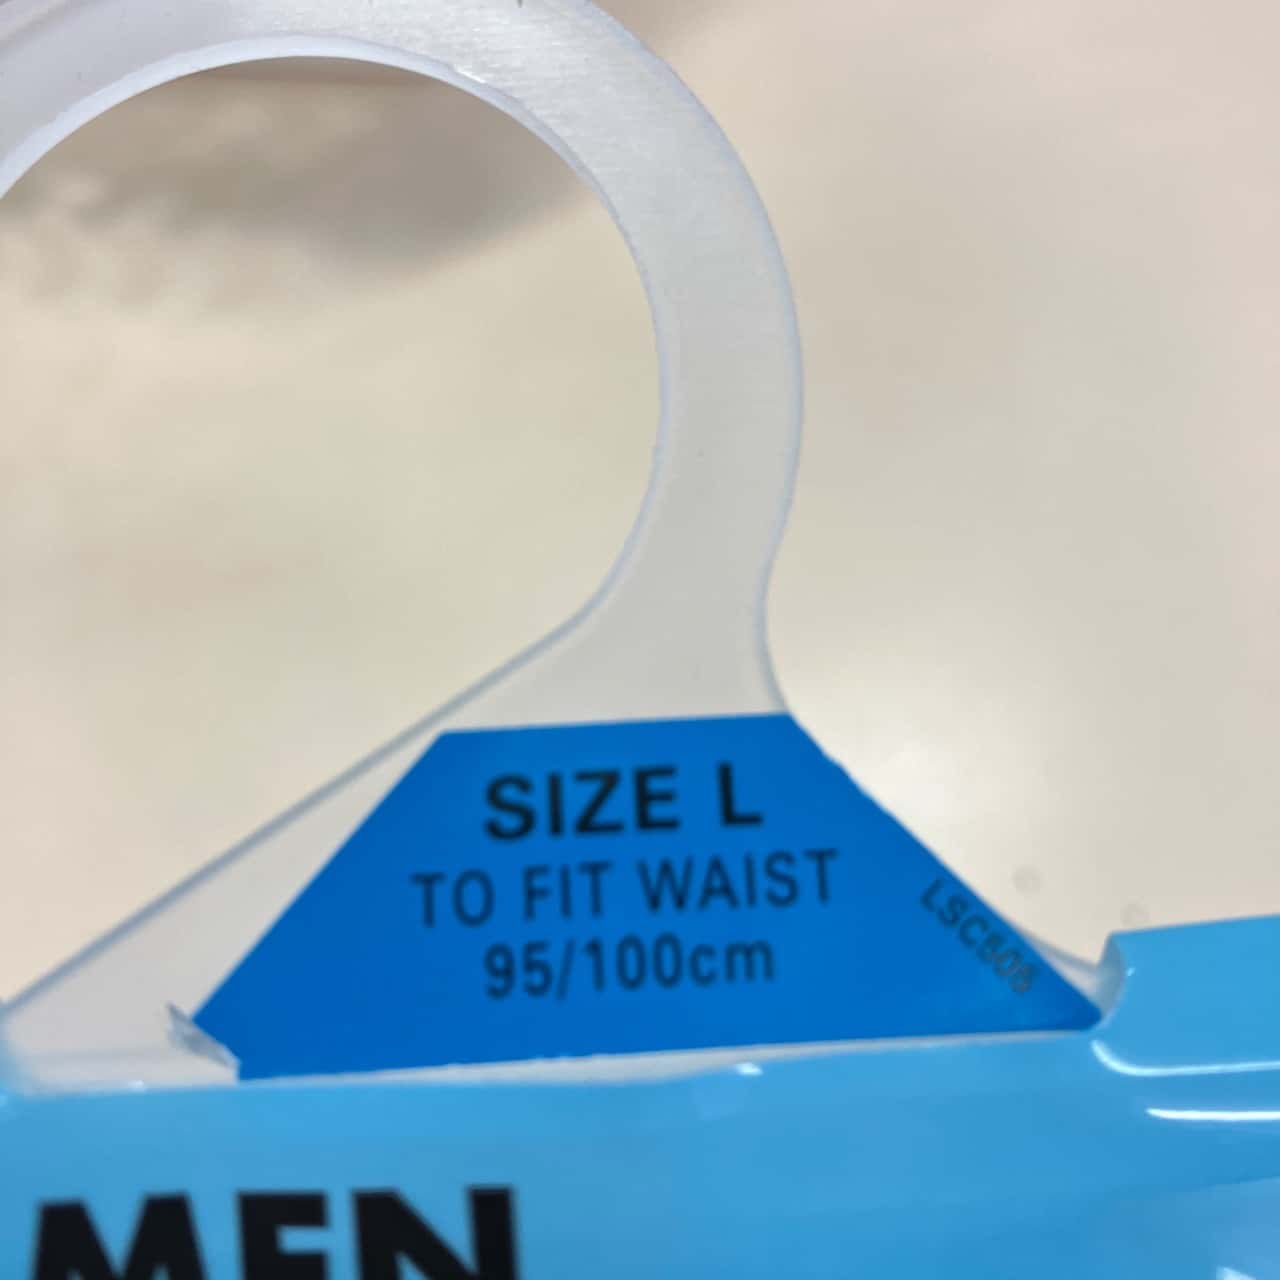 SIZE L
TO FIT WAIST
95/100cm
LSC505
MEN